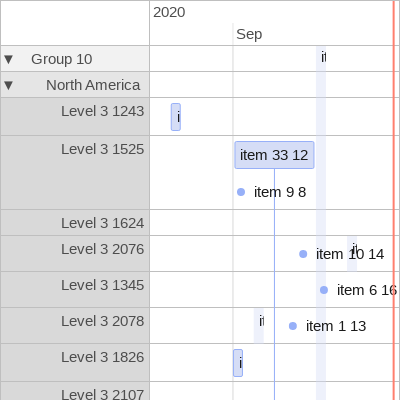 2020
Sep
▼ Group 10
▼ North America
Level 3 1243
Level 3 1525
item 33 12
item 9 8
Level 3 1624
Level 3 2076
item 10 14
Level 3 1345
item 6 16
Level 3 2078
item 1 13
Level 3 1826
Level 3 2107